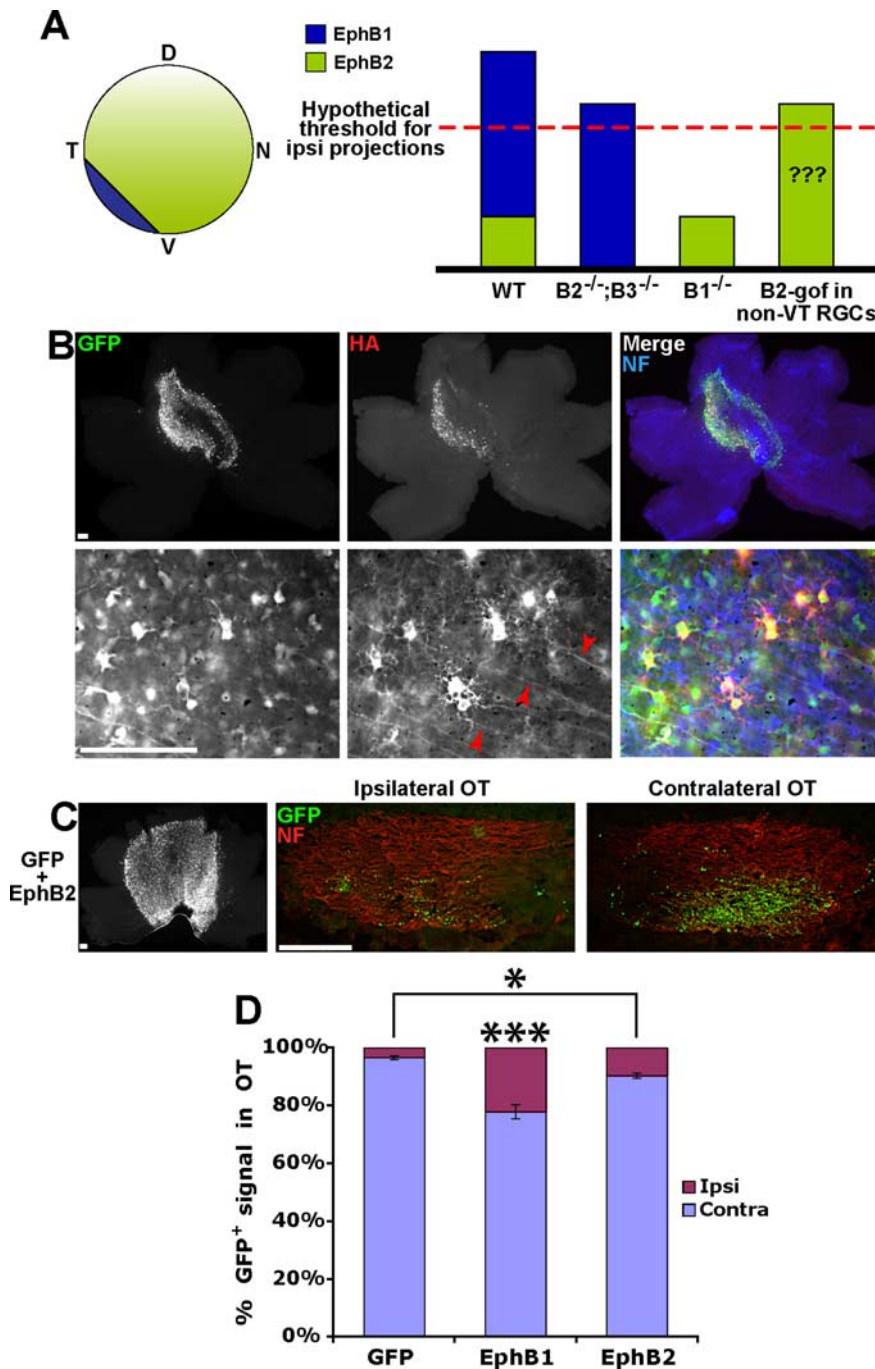 A
D
T
N
V
EphB1
EphB2
Hypothetical
threshold for
ipsi projections
???
WT
B2-/-;B3-/-
B1-/-
B2-gof in
non-VT RGCs
B
GFP
HA
Merge
NF
C
Ipsilateral OT
Contralateral OT
GFP
+
EphB2
GFP
NF
D
*
***
% GFP+ signal in OT
100%
80%
60%
40%
20%
0%
GFP
EphB1
EphB2
Ipsi
Contra